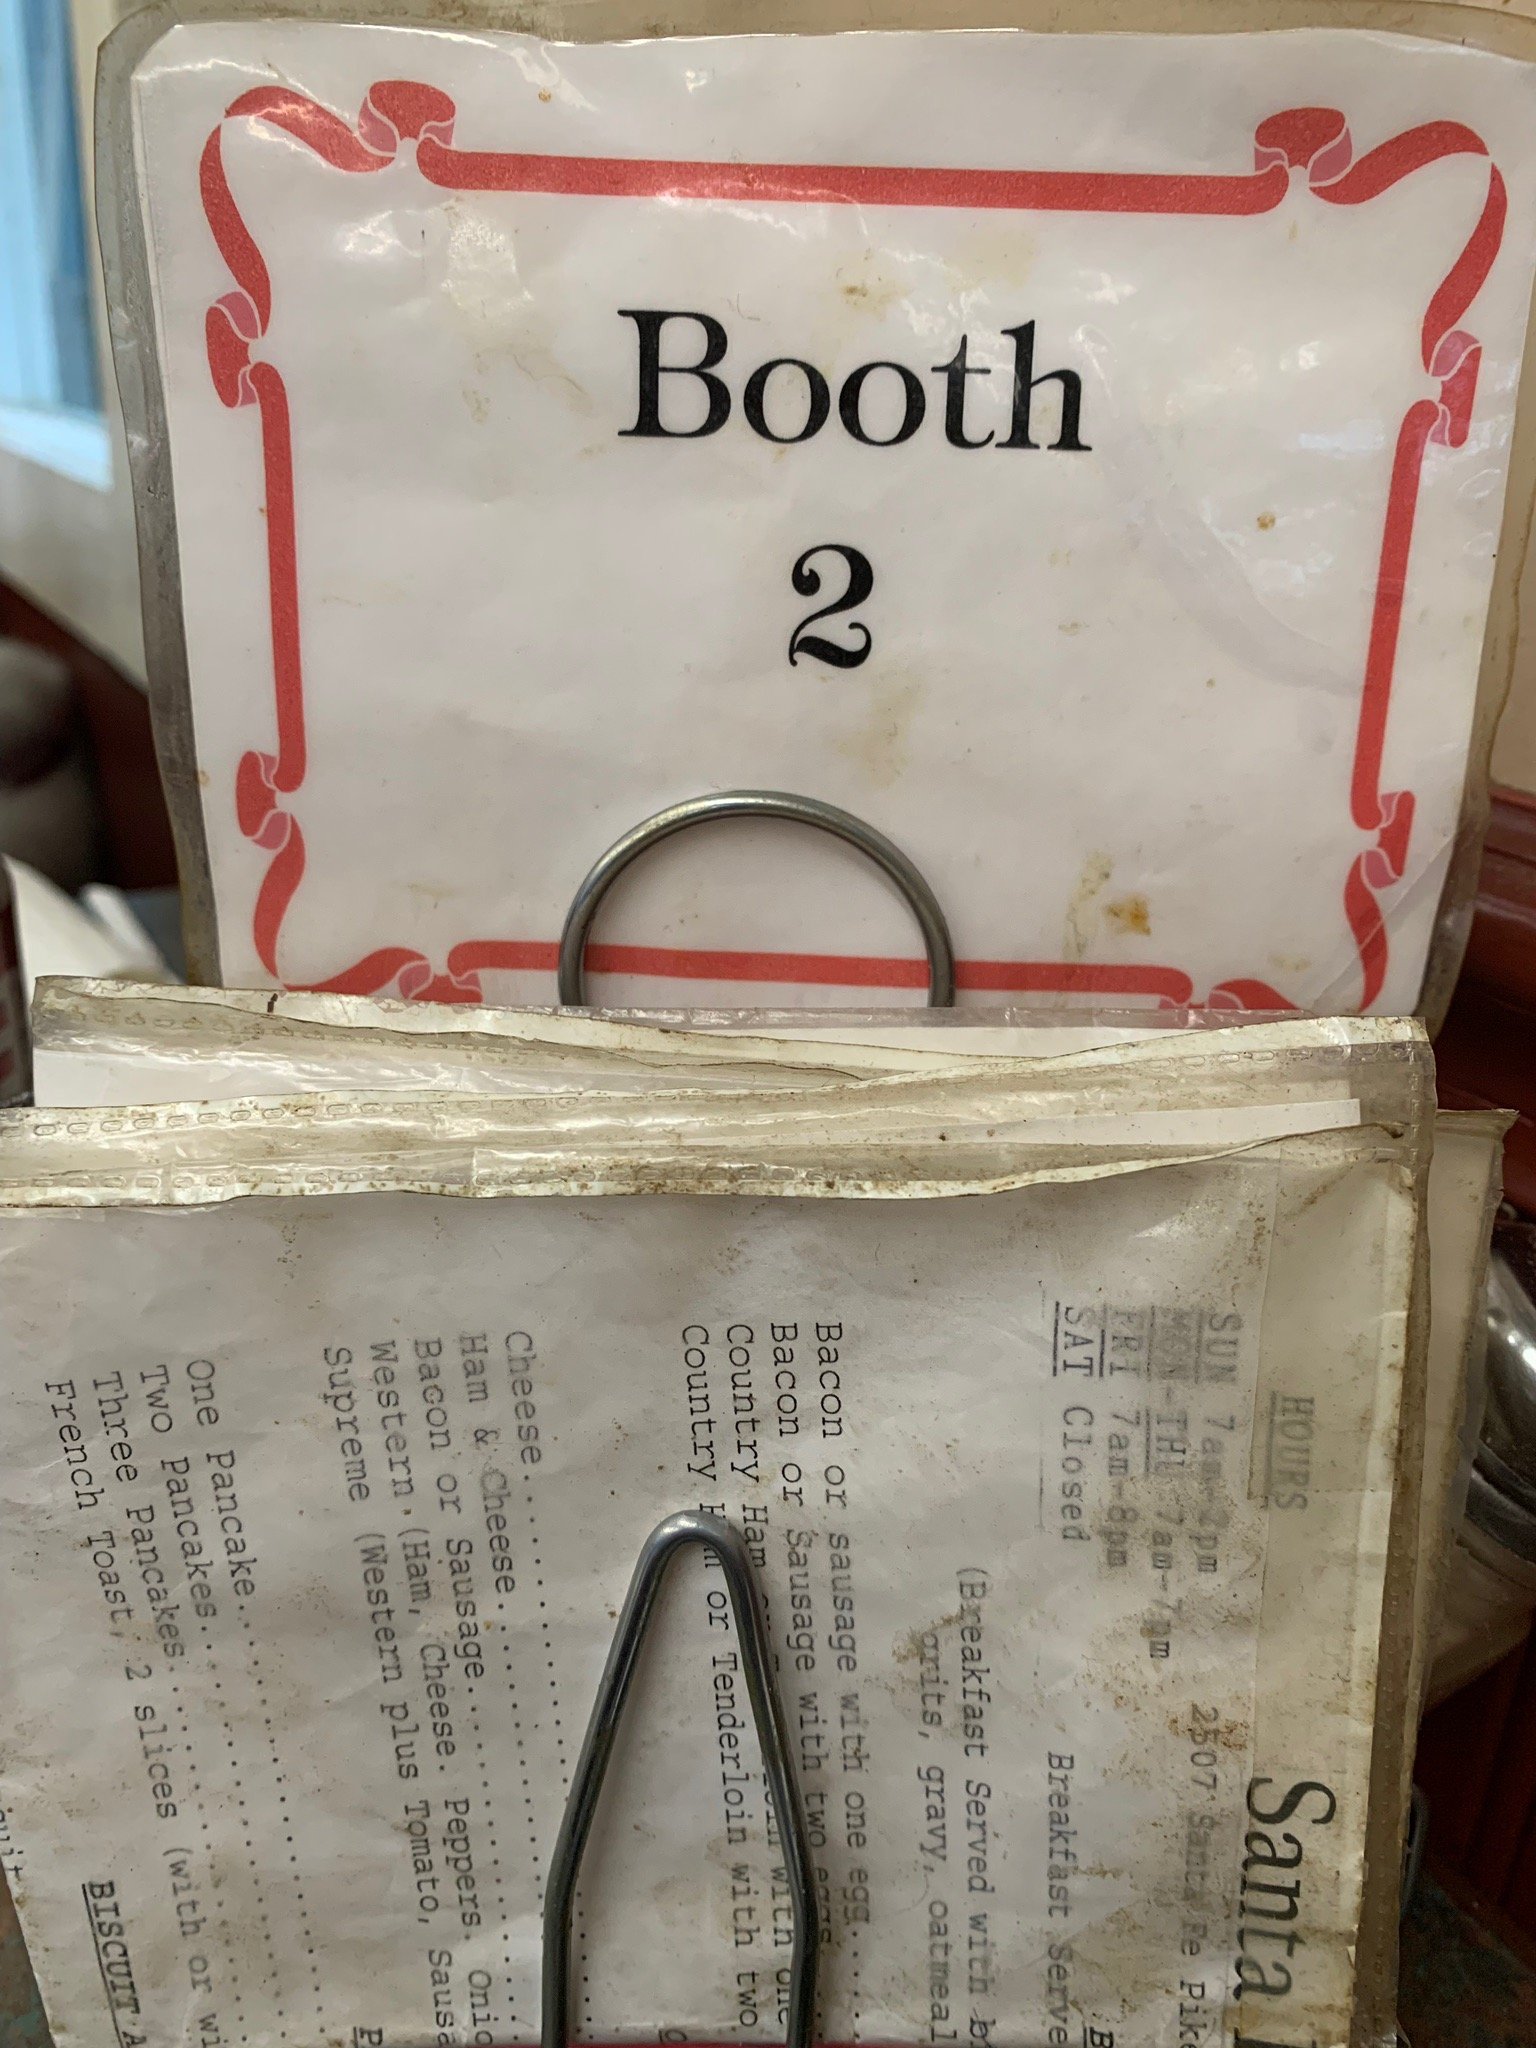 Booth
2
HOURS
SUN 7am-2pm
MON-THU 7am-7pm
FRI 7am-8pm
SAT Closed
Santa
2507 Santa Fe Pike
Breakfast Serve
(Breakfast Served with
grits, gravy, oatmeal
Bacon or sausage with one egg.....
Bacon or Sausage with two eggs....
Country Ham with one
Country Ham or Tenderloin with two
Cheese..........
Ham & Cheese..........
Bacon or Sausage..........
Western.(Ham, Cheese. Peppers. Onio
Supreme (Western plus Tomato, Sausa
One Pancake..........
Two Pancakes..........
Three Pancakes..........
French Toast, 2 slices (with or wi
BISCUIT A